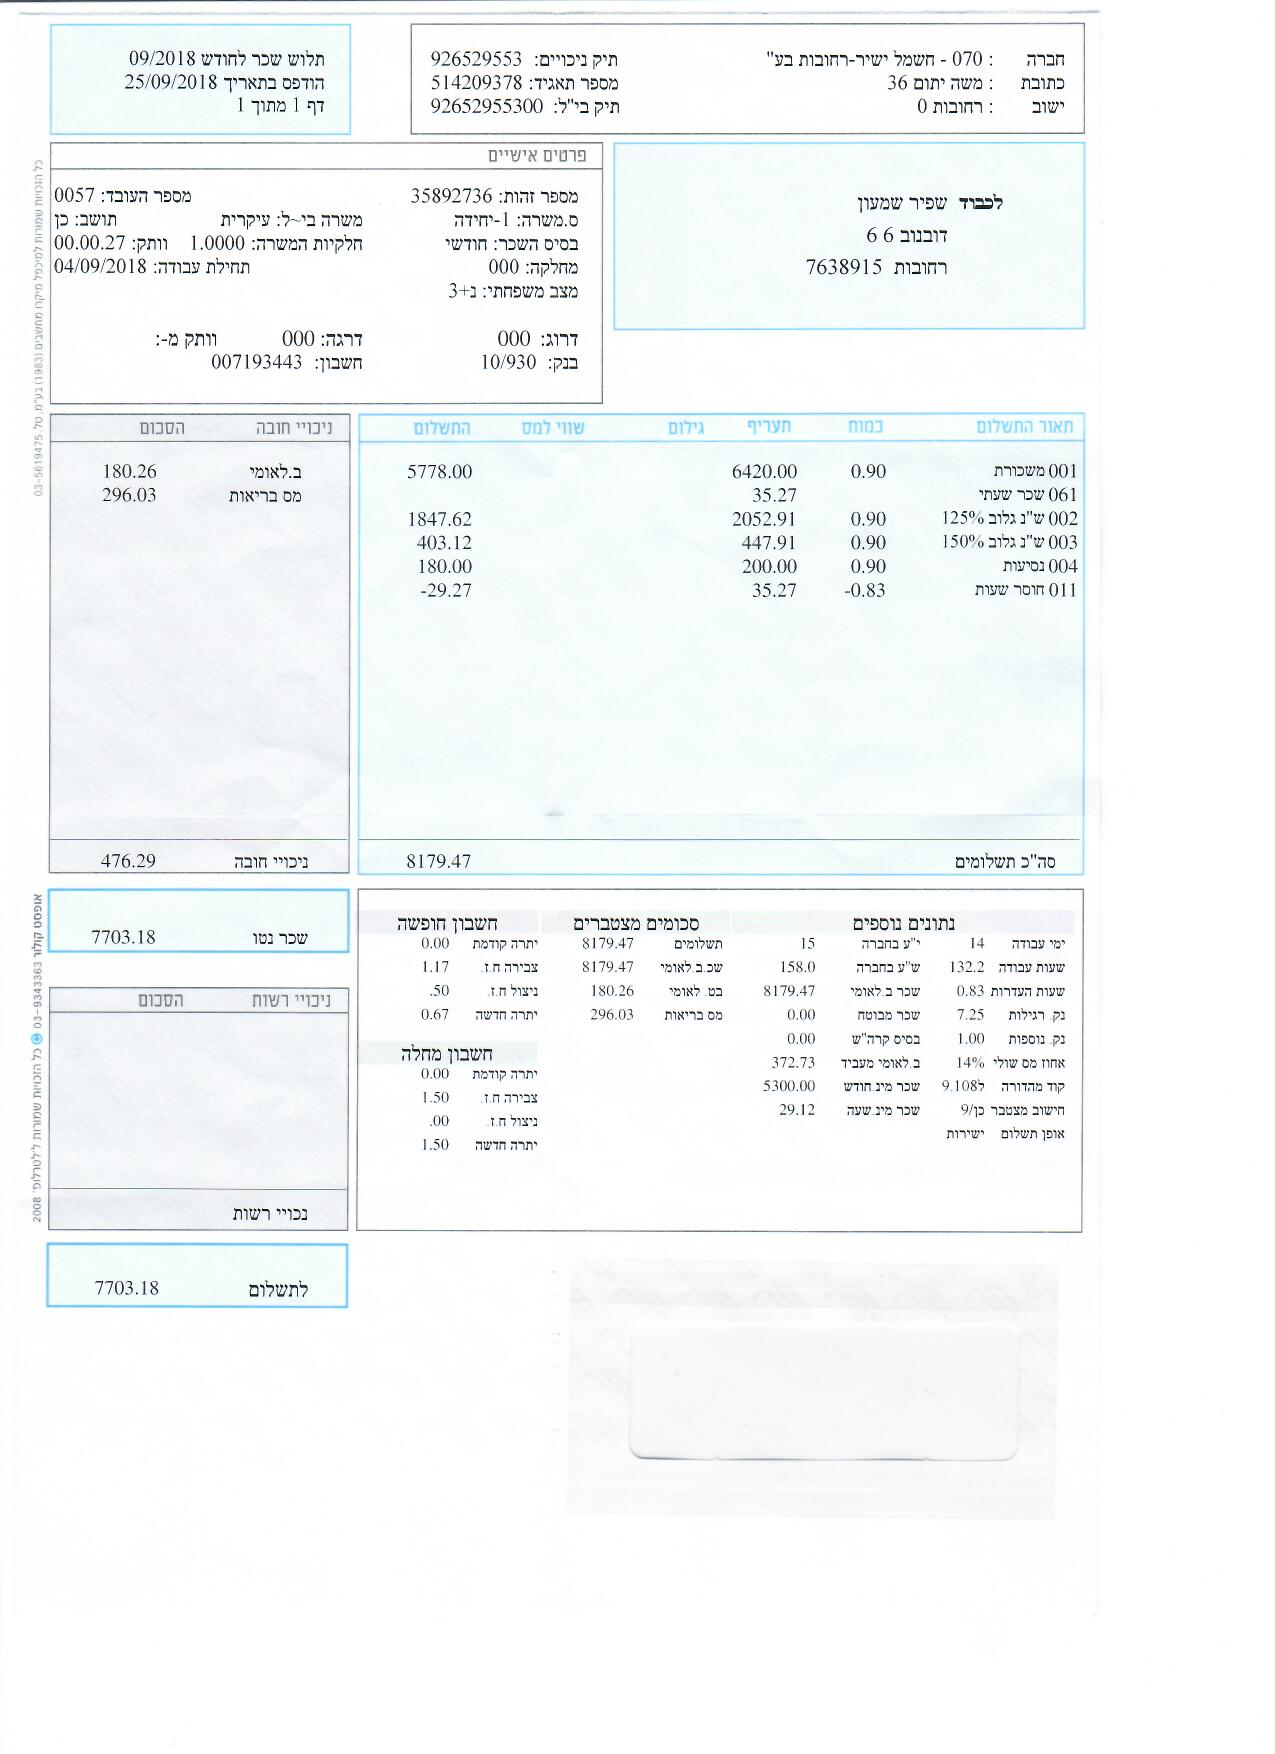 חברה : 070 - חשמל ישיר-רחובות בע" תיק ניכויים: 926529553
כתובת : משה יתום 36 מספר תאגיד: 514209378
ישוב : רחובות 0 תיק בי"ל: 92652955300
תלוש שכר לחודש 09/2018
הודפס בתאריך 25/09/2018
דף 1 מתוך 1
לכבוד שפיר שמעון
דובנוב 6 6
רחובות 7638915
פרטים אישיים
מספר זהות: 35892736 מספר העובד: 0057
ס.משרה: 1-יחידה משרה בי~ל: עיקרית תושב: כן
בסיס השכר: חודשי חלקיות המשרה: 1.0000 וותק: 00.00.27
מחלקה: 000 תחילת עבודה: 04/09/2018
מצב משפחתי: נ+3
דרוג: 000 דרגה: 000 וותק מ-:
בנק: 10/930 חשבון: 007193443
תאור התשלום כמות תעריף גילום שווי למס התשלום
001 משכורת 0.90 6420.00 5778.00
061 שכר שעתי 35.27
002 ש"נ גלוב 125% 0.90 2052.91 1847.62
003 ש"נ גלוב 150% 0.90 447.91 403.12
004 נסיעות 0.90 200.00 180.00
011 חוסר שעות -0.83 35.27 -29.27
סה"כ תשלומים 8179.47
ניכויי חובה הסכום
ב.לאומי 180.26
מס בריאות 296.03
ניכויי חובה 476.29
נתונים נוספים
ימי עבודה 14 י"ע בחברה 15
שעות עבודה 132.2 ש"ע בחברה 158.0
שעות העדרות 0.83 שכר ב.לאומי 8179.47
נק. רגילות 7.25 שכר מבוטח 0.00
נק. נוספות 1.00 בסיס קרה"ש 0.00
אחוז מס שולי 14% ב.לאומי מעביד 372.73
קוד מהדורה ל9.108 שכר מינ.חודש 5300.00
חישוב מצטבר כן/9 שכר מינ.שעה 29.12
אופן תשלום ישירות
סכומים מצטברים
תשלומים 8179.47
שכ.ב.לאומי 8179.47
בט. לאומי 180.26
מס בריאות 296.03
חשבון חופשה
יתרה קודמת 0.00
צבירה ח.ז. 1.17
ניצול ח.ז. .50
יתרה חדשה 0.67
חשבון מחלה
יתרה קודמת 0.00
צבירה ח.ז. 1.50
ניצול ח.ז. .00
יתרה חדשה 1.50
שכר נטו 7703.18
ניכויי רשות הסכום
נכויי רשות
לתשלום 7703.18
כל הזכויות שמורות למיכפל מיקרו מחשבים (1983) בע"מ, טל. 03-5619475
אופסט קולור 03-9343363 © כל הזכויות שמורות ל'טרלופ' 2008